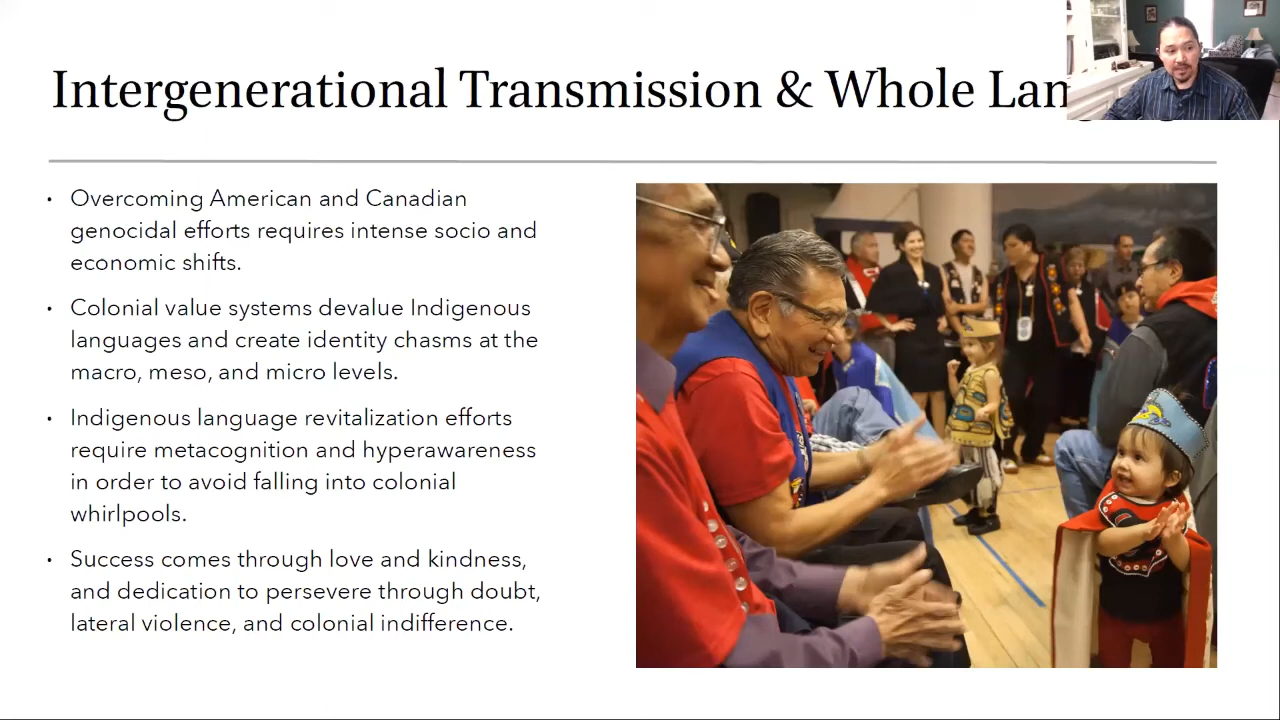 Intergenerational Transmission & Whole Lan
• Overcoming American and Canadian
genocidal efforts requires intense socio and
economic shifts.
• Colonial value systems devalue Indigenous
languages and create identity chasms at the
macro, meso, and micro levels.
• Indigenous language revitalization efforts
require metacognition and hyperawareness
in order to avoid falling into colonial
whirlpools.
• Success comes through love and kindness,
and dedication to persevere through doubt,
lateral violence, and colonial indifference.